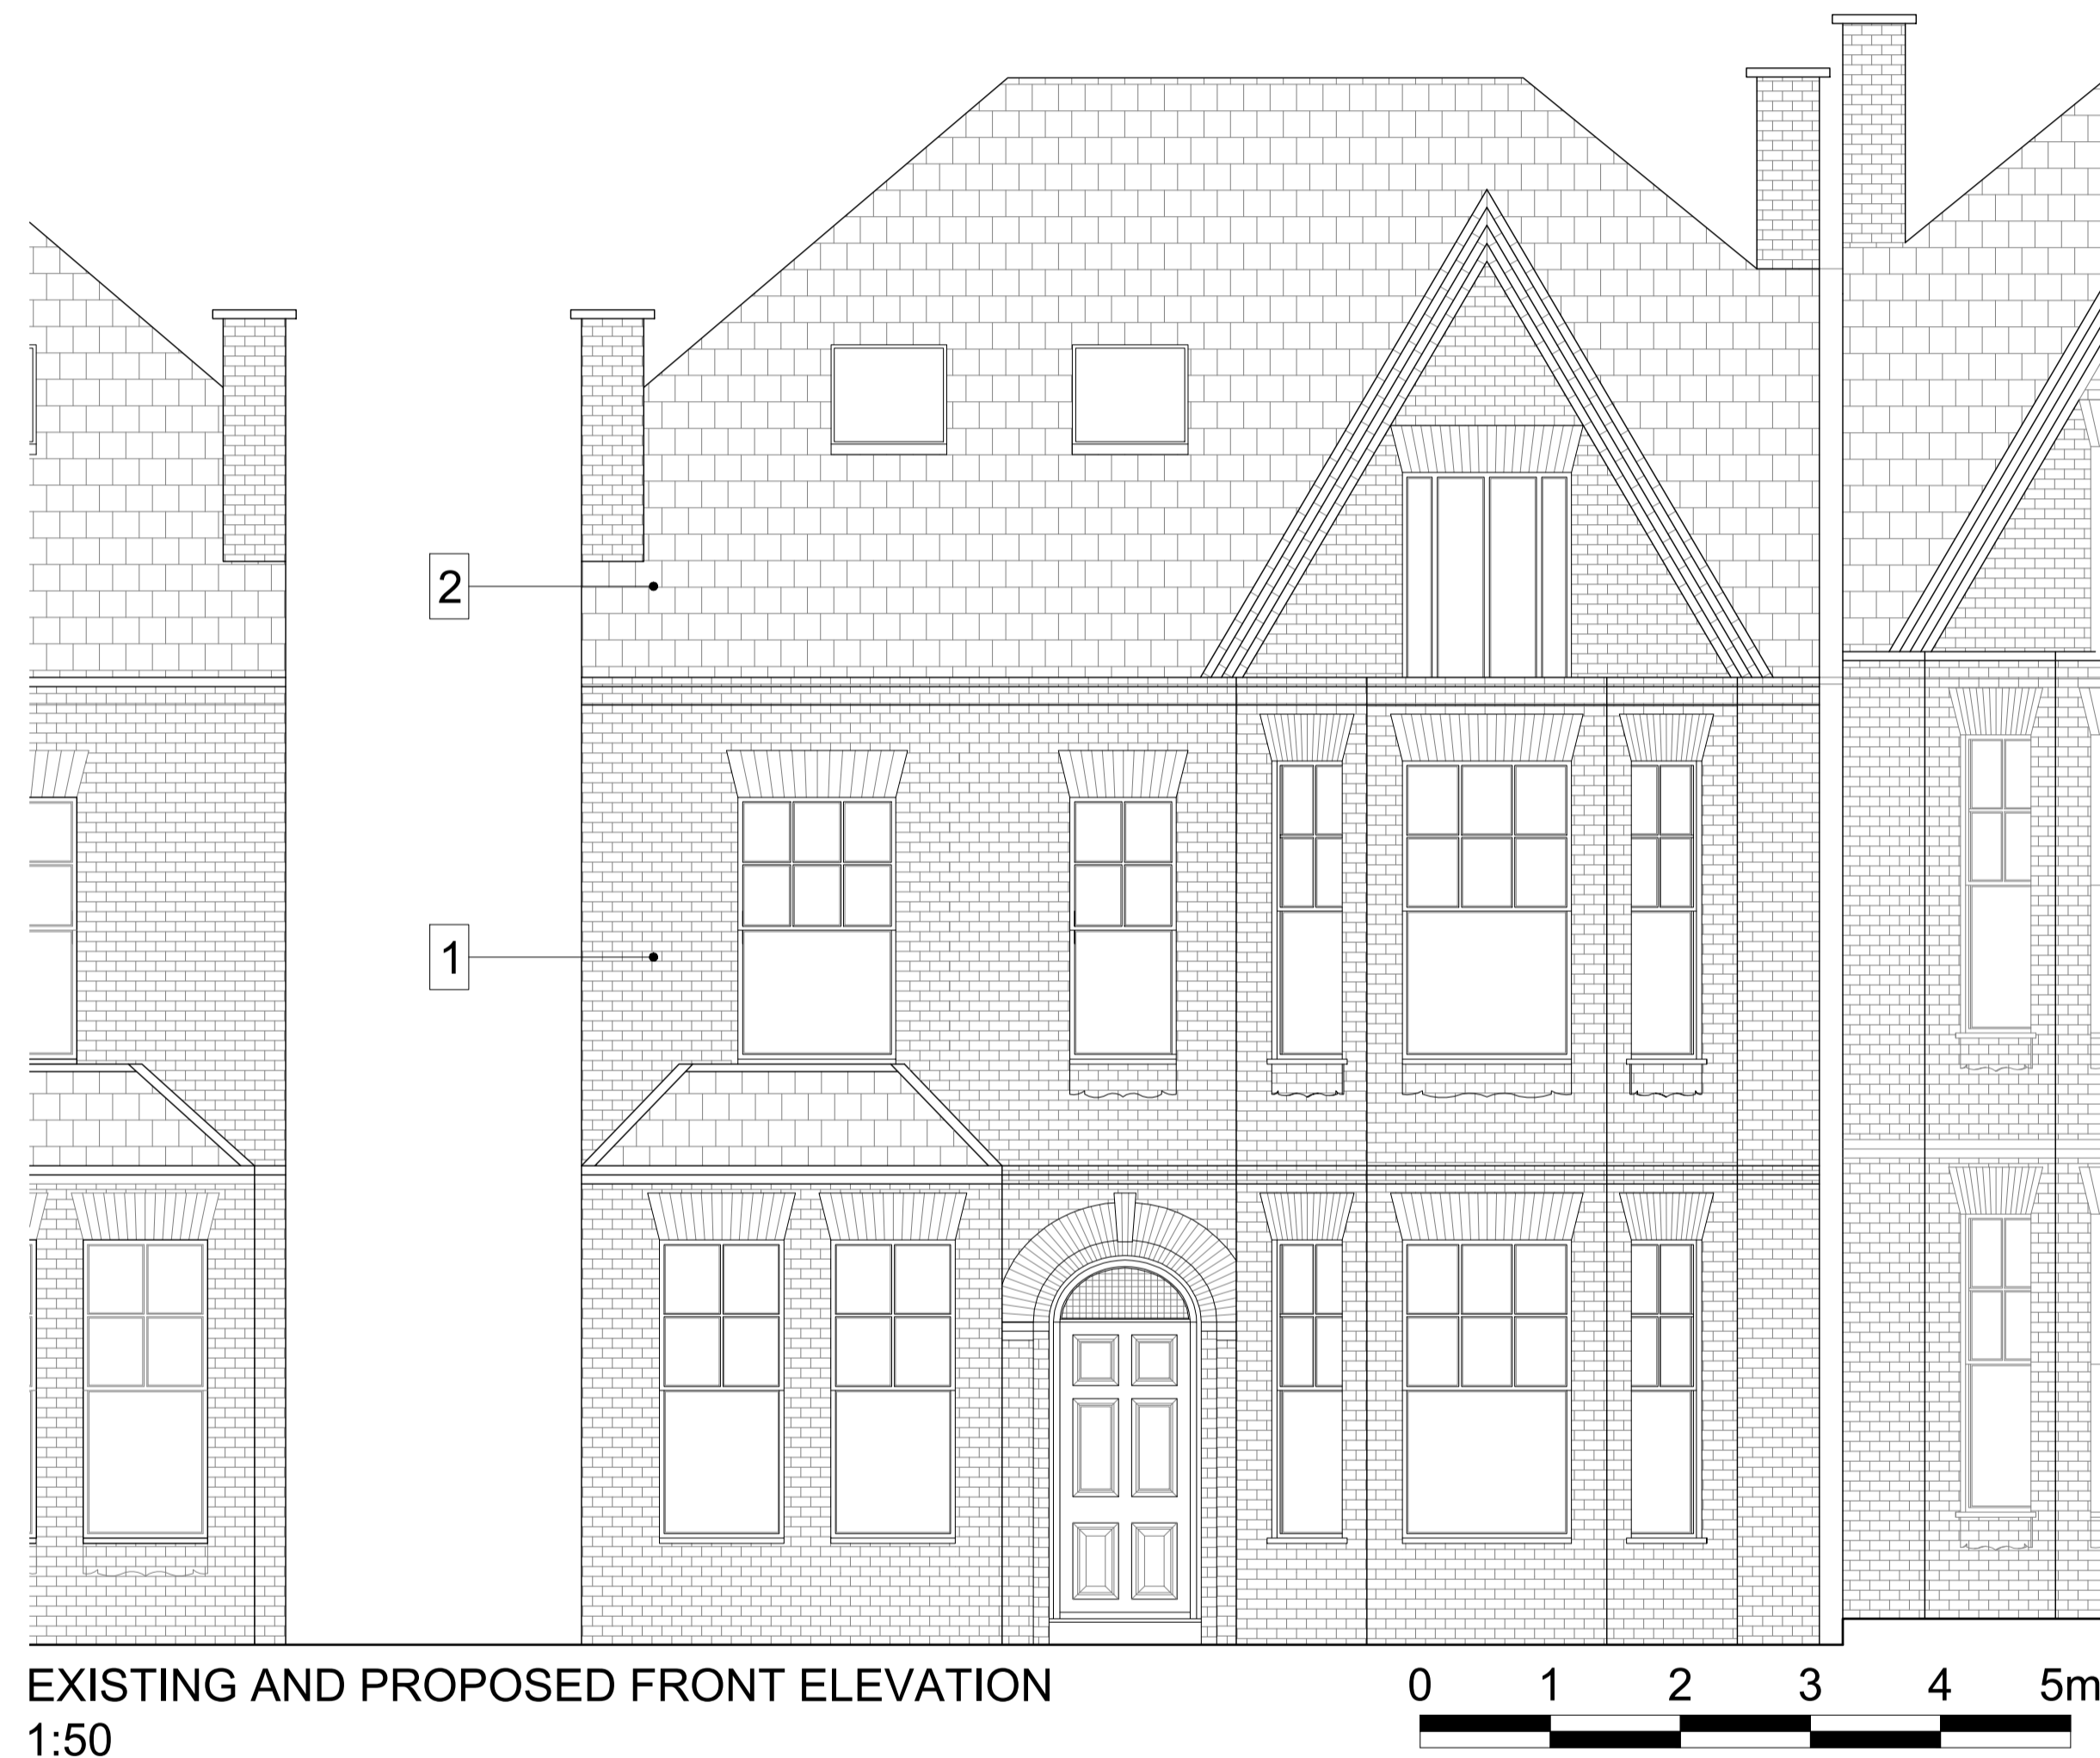 2
1
EXISTING AND PROPOSED FRONT ELEVATION
1:50
0 1 2 3 4 5m